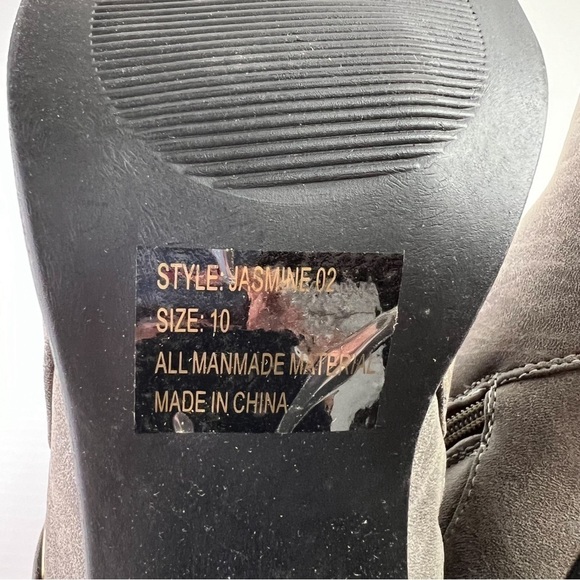 STYLE: JASMINE 02
SIZE: 10
ALL MANMADE MATERIAL
MADE IN CHINA